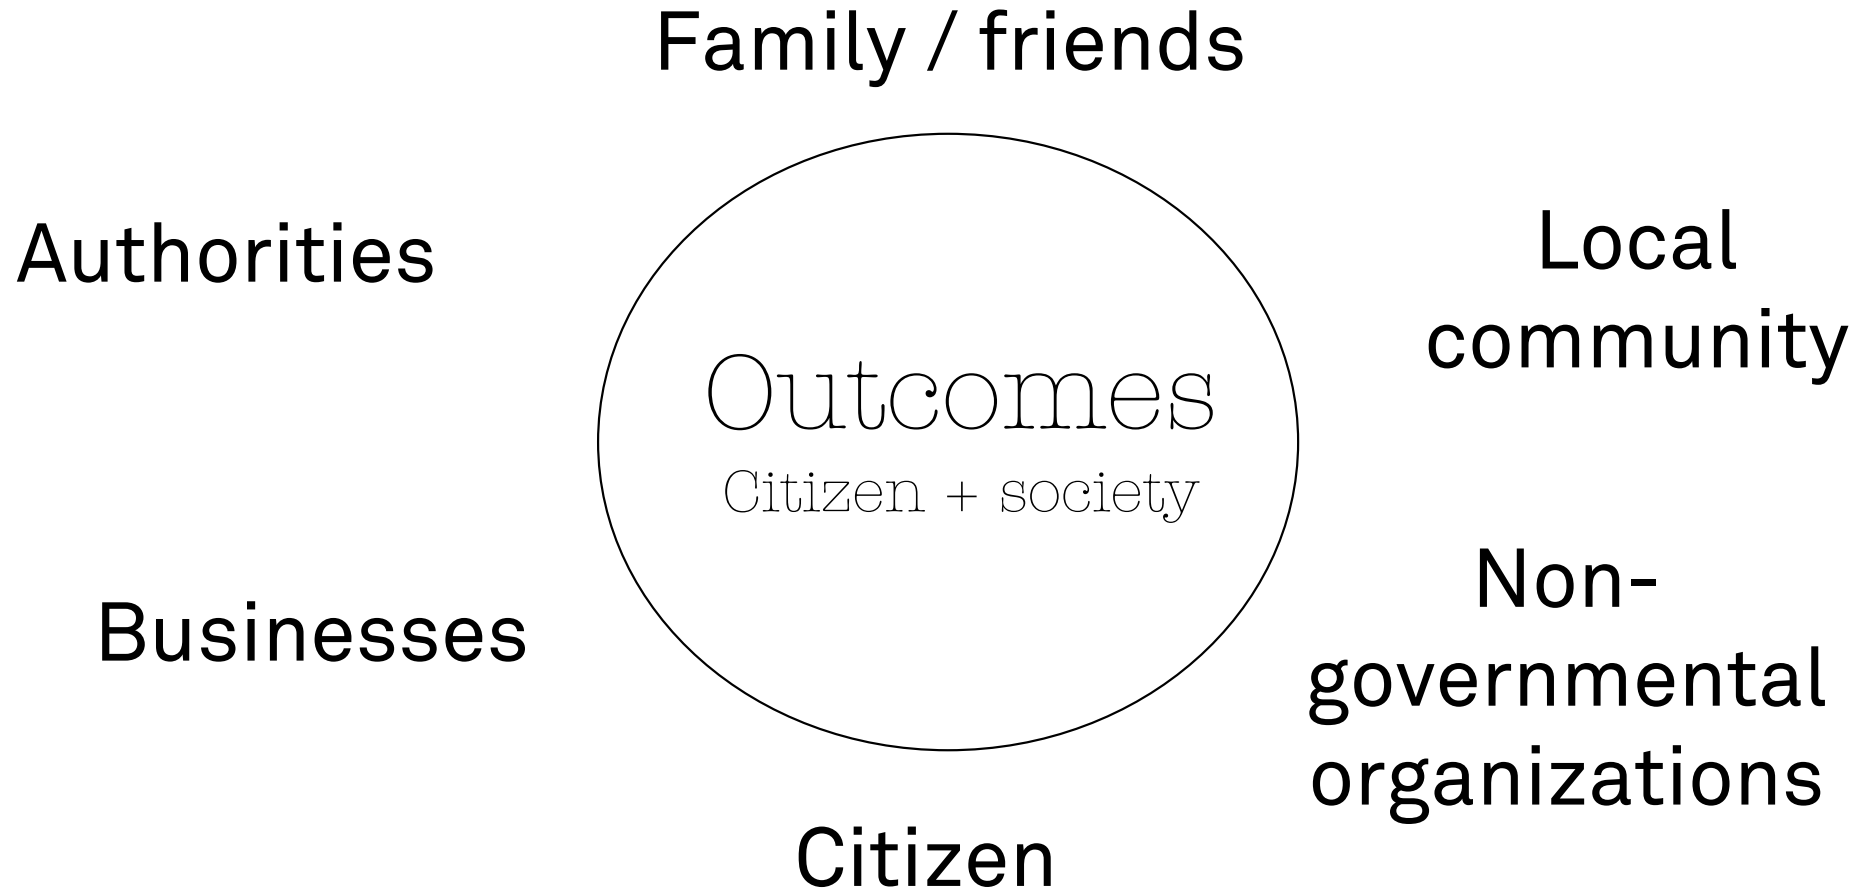 Family / friends
Authorities
Local
community
Outcomes
Citizen + society
Businesses
Non-
governmental
organizations
Citizen